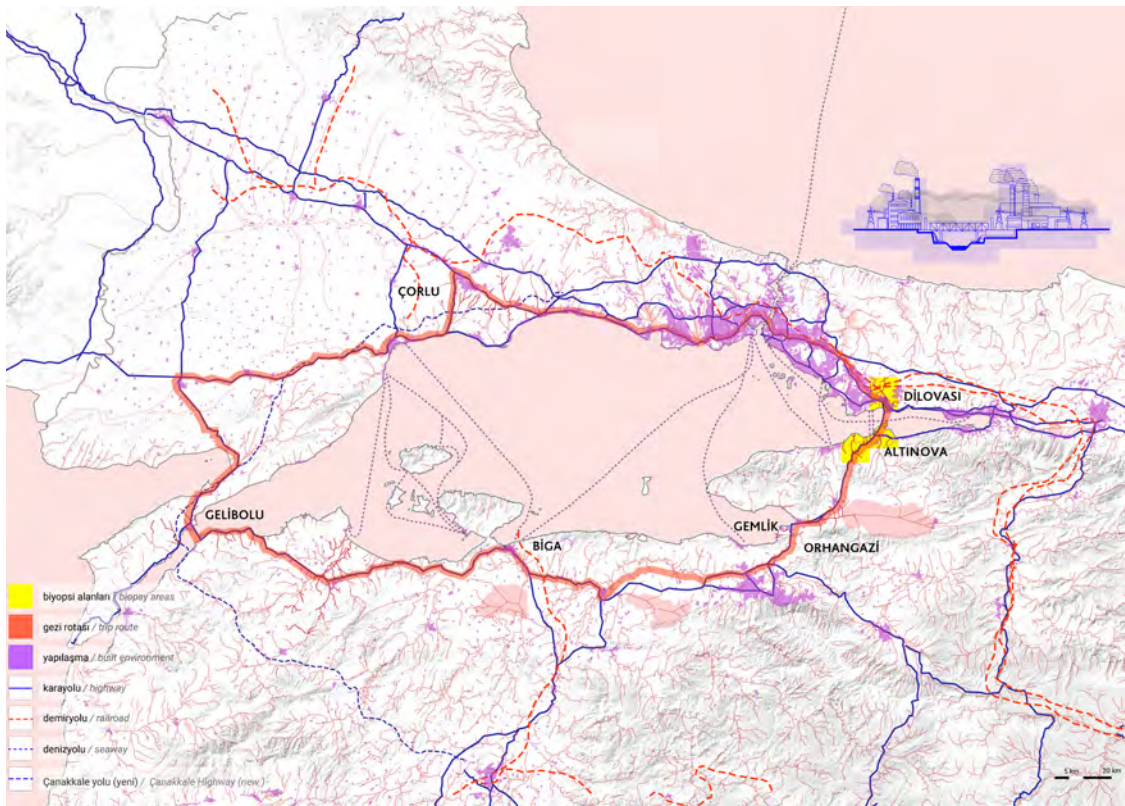 ÇORLU
DİLOVASI
ALTINOVA
GELİBOLU
GEMLİK
BİGA
ORHANGAZİ
biyopsi alanları / biopay areas
gezi rotası / trip route
yapılaşma / built environment
karayolu / highway
demiryolu / railroad
denizyolu / seaway
Çanakkale yolu (yeni) / Çanakkale Highway (new )
5 km 20 km